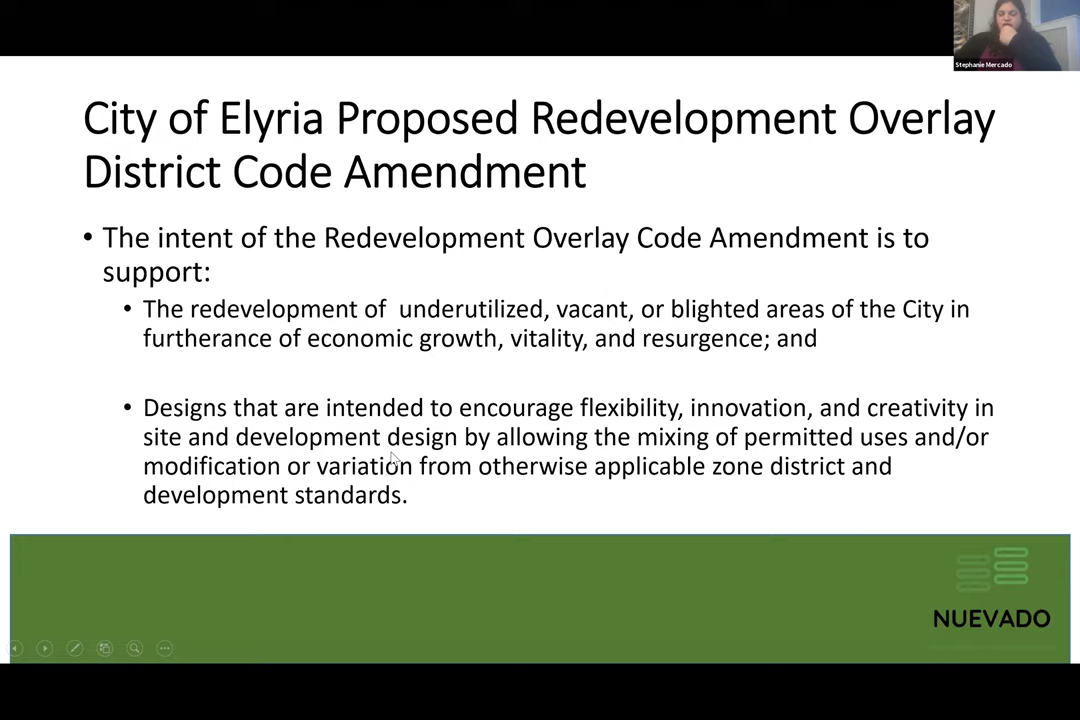 Stephanie Mercado
City of Elyria Proposed Redevelopment Overlay
District Code Amendment
• The intent of the Redevelopment Overlay Code Amendment is to
support:
• The redevelopment of  underutilized, vacant, or blighted areas of the City in
furtherance of economic growth, vitality, and resurgence; and
• Designs that are intended to encourage flexibility, innovation, and creativity in
site and development design by allowing the mixing of permitted uses and/or
modification or variation from otherwise applicable zone district and
development standards.
NUEVADO